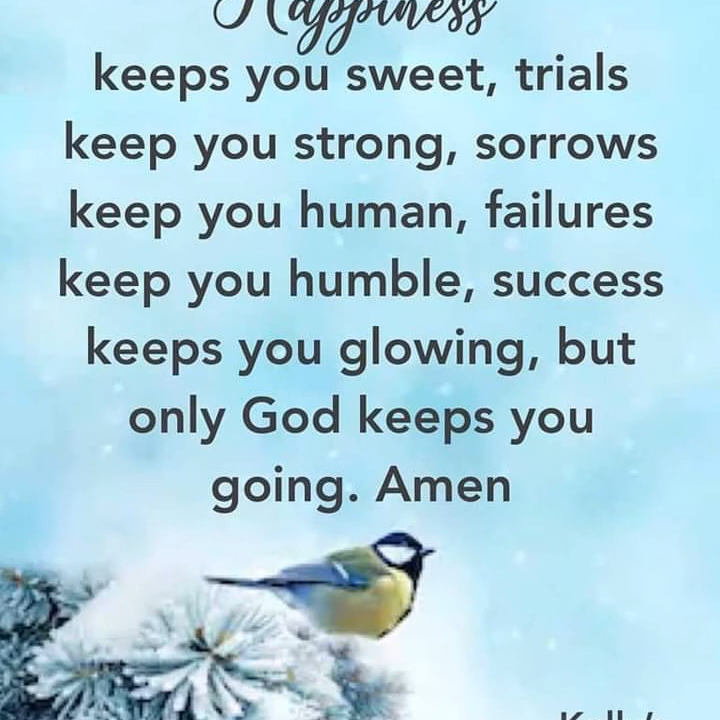 Happiness
keeps you sweet, trials
keep you strong, sorrows
keep you human, failures
keep you humble, success
keeps you glowing, but
only God keeps you
going. Amen